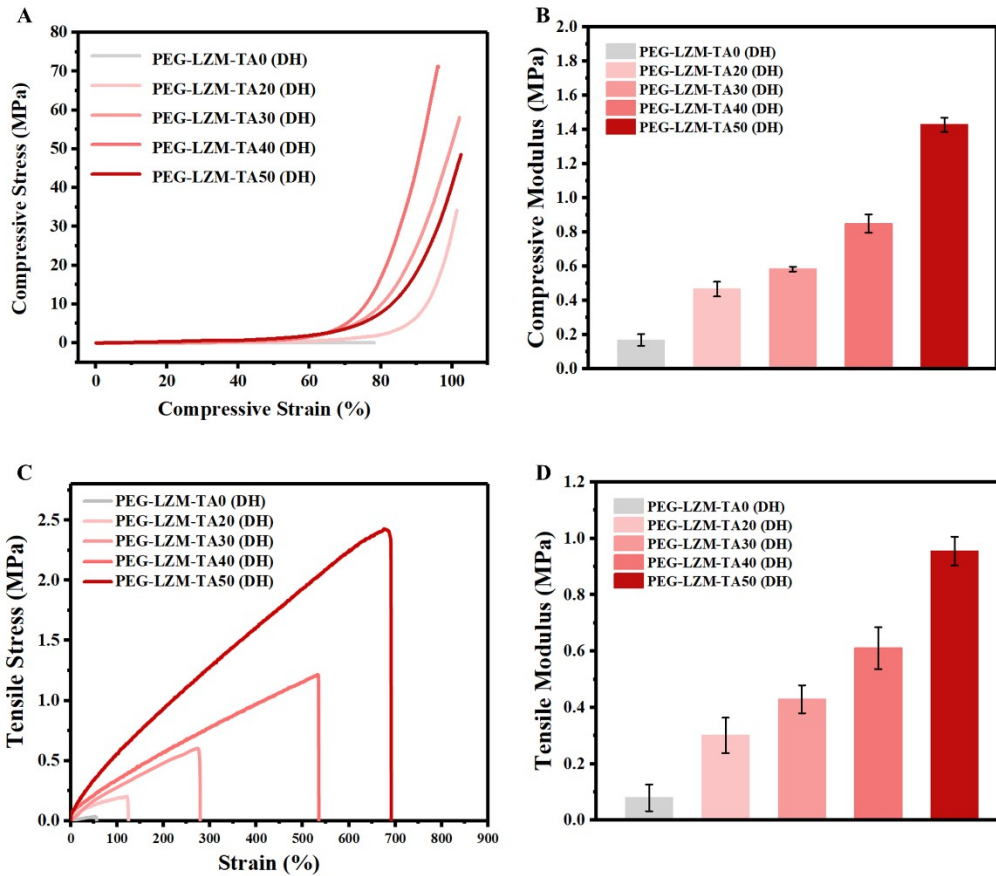 A
80
70
60
50
40
30
20
10
0
Compressive Stress (MPa)
PEG-LZM-TA0 (DH)
PEG-LZM-TA20 (DH)
PEG-LZM-TA30 (DH)
PEG-LZM-TA40 (DH)
PEG-LZM-TA50 (DH)
0 20 40 60 80 100
Compressive Strain (%)
B
2.0
1.8
1.6
1.4
1.2
1.0
0.8
0.6
0.4
0.2
0.0
Compressive Modulus (MPa)
PEG-LZM-TA0 (DH)
PEG-LZM-TA20 (DH)
PEG-LZM-TA30 (DH)
PEG-LZM-TA40 (DH)
PEG-LZM-TA50 (DH)
C
2.5
2.0
1.5
1.0
0.5
0.0
Tensile Stress (MPa)
PEG-LZM-TA0 (DH)
PEG-LZM-TA20 (DH)
PEG-LZM-TA30 (DH)
PEG-LZM-TA40 (DH)
PEG-LZM-TA50 (DH)
0 100 200 300 400 500 600 700 800 900
Strain (%)
D
1.2
1.0
0.8
0.6
0.4
0.2
0.0
Tensile Modulus (MPa)
PEG-LZM-TA0 (DH)
PEG-LZM-TA20 (DH)
PEG-LZM-TA30 (DH)
PEG-LZM-TA40 (DH)
PEG-LZM-TA50 (DH)